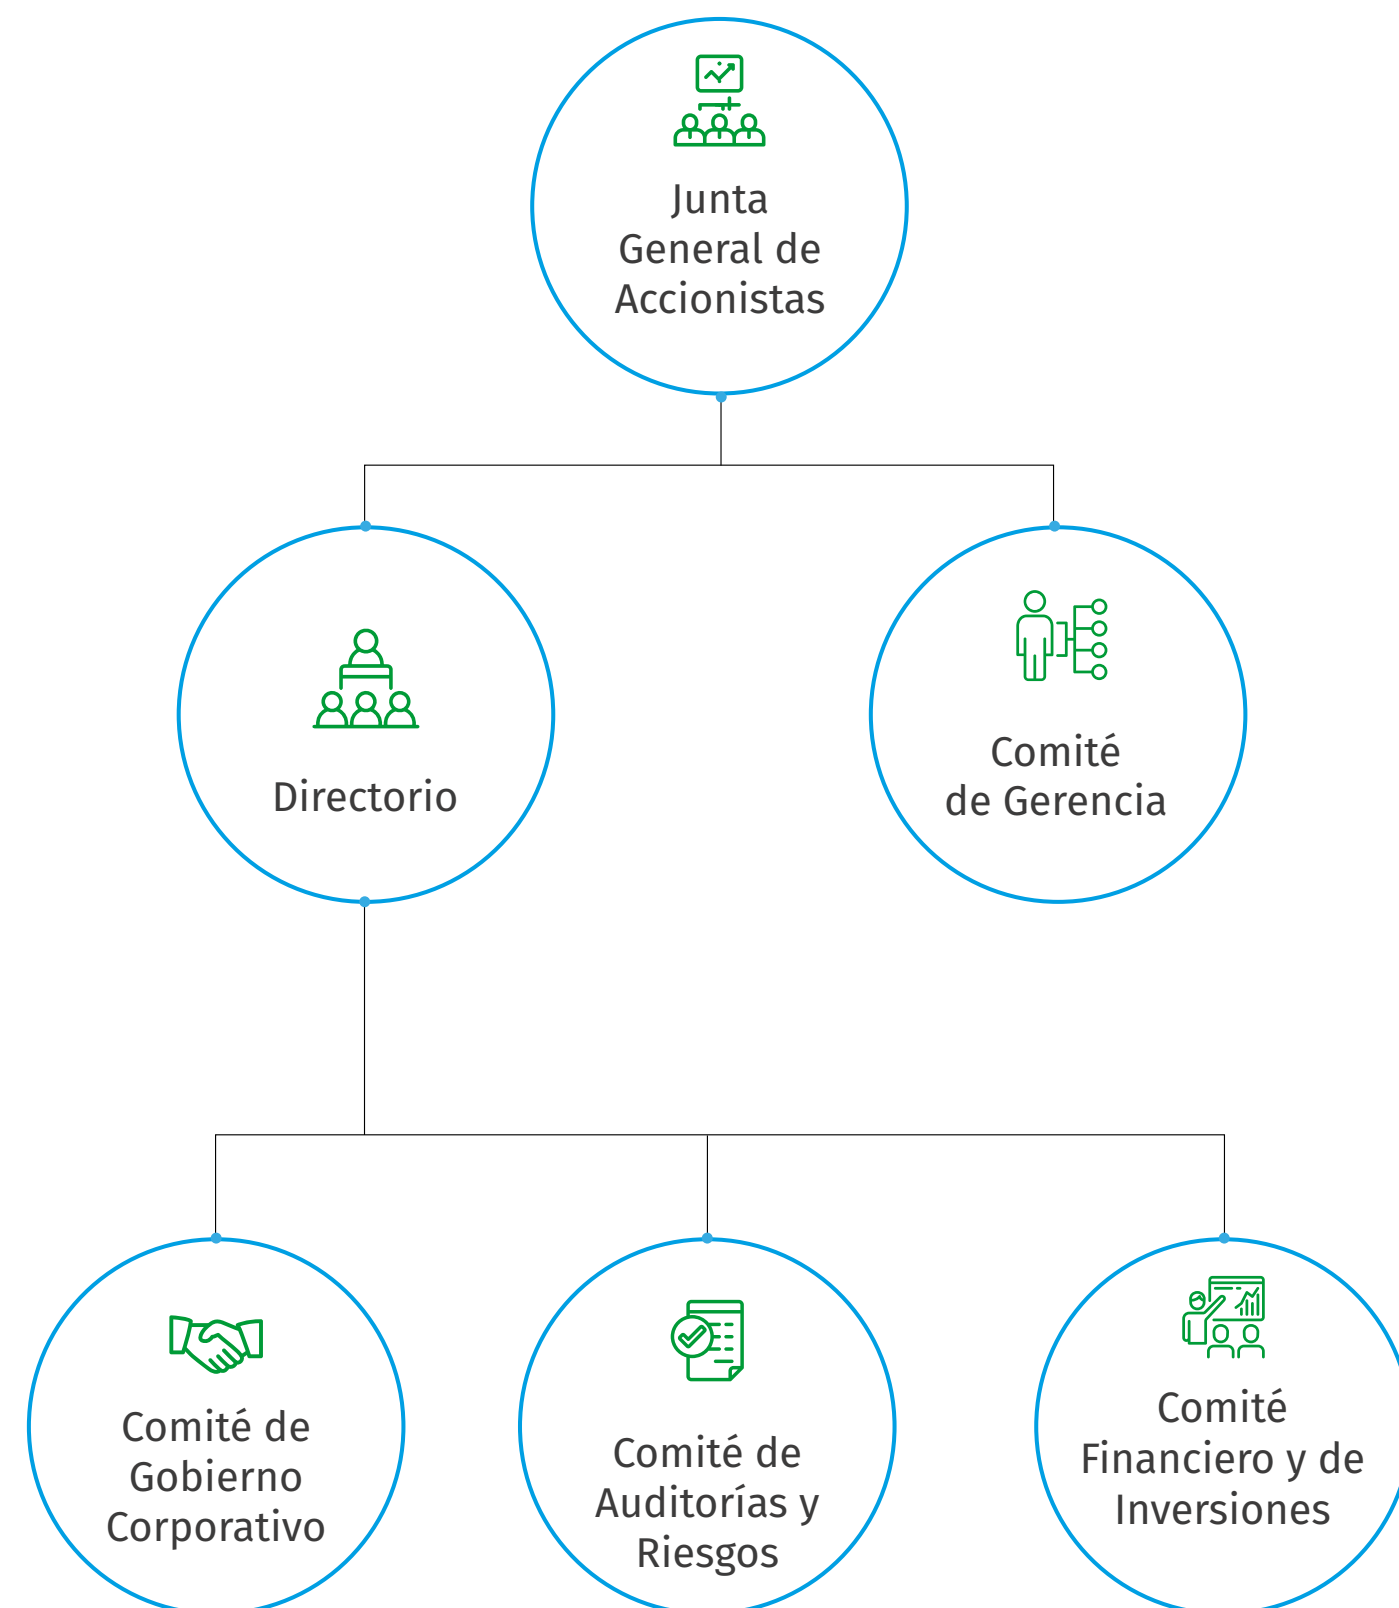 Junta
General de
Accionistas
Directorio
Comité
de Gerencia
Comité de
Gobierno
Corporativo
Comité de
Auditorías y
Riesgos
Comité
Financiero y de
Inversiones